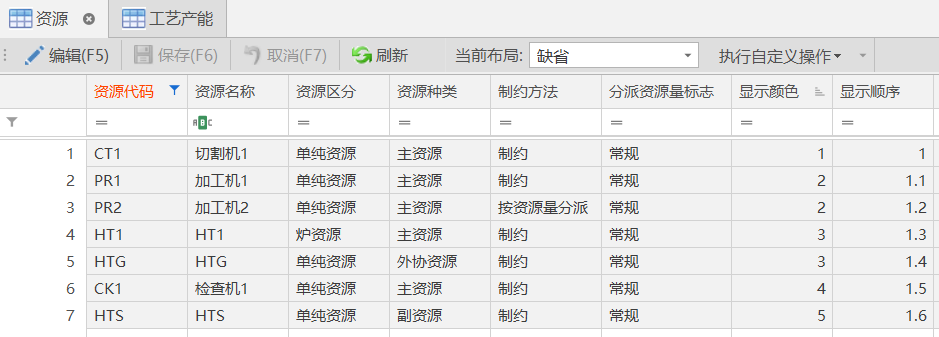 资源 工艺产能
编辑(F5) 保存(F6) 取消(F7) 刷新 当前布局: 缺省 执行自定义操作
资源代码 资源名称 资源区分 资源种类 制约方法 分派资源量标志 显示颜色 显示顺序
= ABC = = = = = =
1 CT1 切割机1 单纯资源 主资源 制约 常规 1 1
2 PR1 加工机1 单纯资源 主资源 制约 常规 2 1.1
3 PR2 加工机2 单纯资源 主资源 按资源量分派 常规 2 1.2
4 HT1 HT1 炉资源 主资源 制约 常规 3 1.3
5 HTG HTG 单纯资源 外协资源 制约 常规 3 1.4
6 CK1 检查机1 单纯资源 主资源 制约 常规 4 1.5
7 HTS HTS 单纯资源 副资源 制约 常规 5 1.6